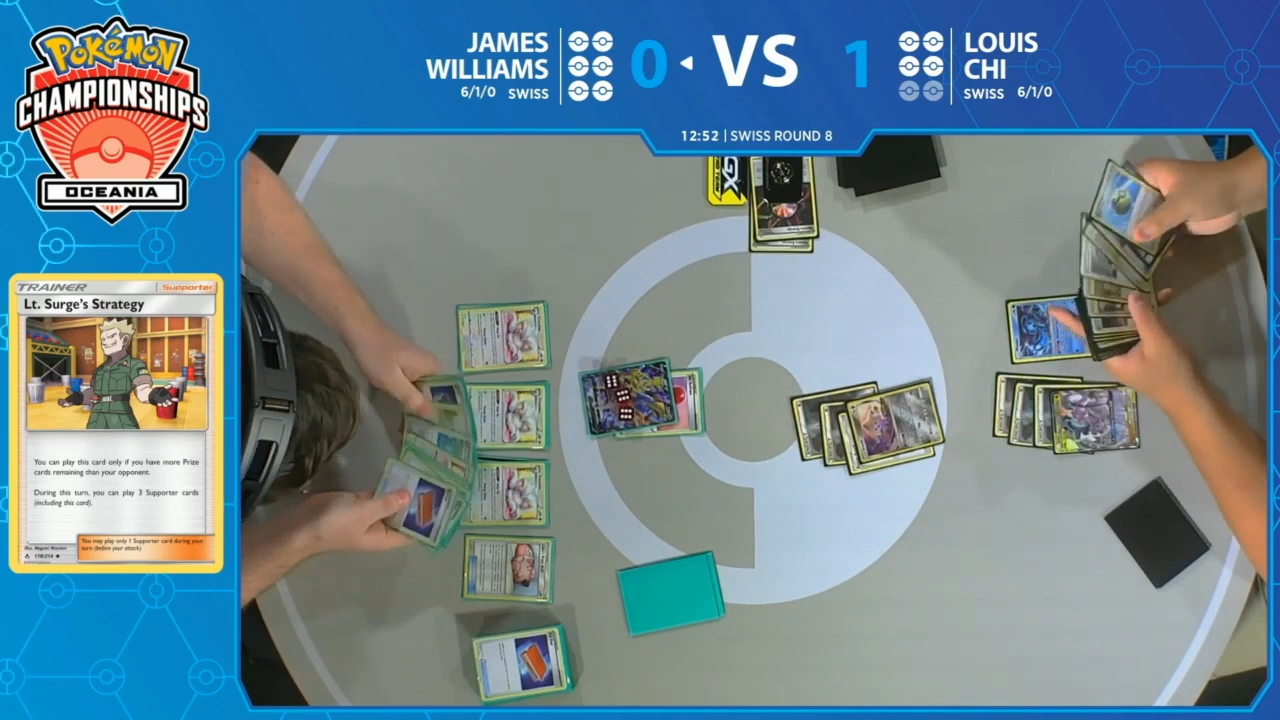 Pokémon
CHAMPIONSHIPS
OCEANIA
JAMES
WILLIAMS
6/1/0 SWISS
0
VS
1
LOUIS
CHI
SWISS 6/1/0
12:52 | SWISS ROUND 8
TRAINER
Supporter
Lt. Surge's Strategy
You can play this card only if you have more Prize
cards remaining than your opponent.
During this turn, you can play 3 Supporter cards
(including this card).
You may play only 1 Supporter card during your
turn (before your attack).
178/214
GX